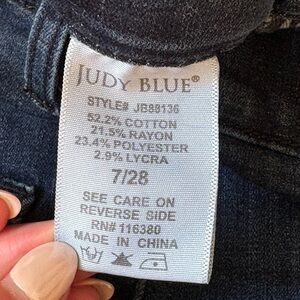 JUDY BLUE®
STYLE# JB88136
52.2% COTTON
21.5% RAYON
23.4% POLYESTER
2.9% LYCRA
7/28
SEE CARE ON
REVERSE SIDE
RN# 116380
MADE IN CHINA